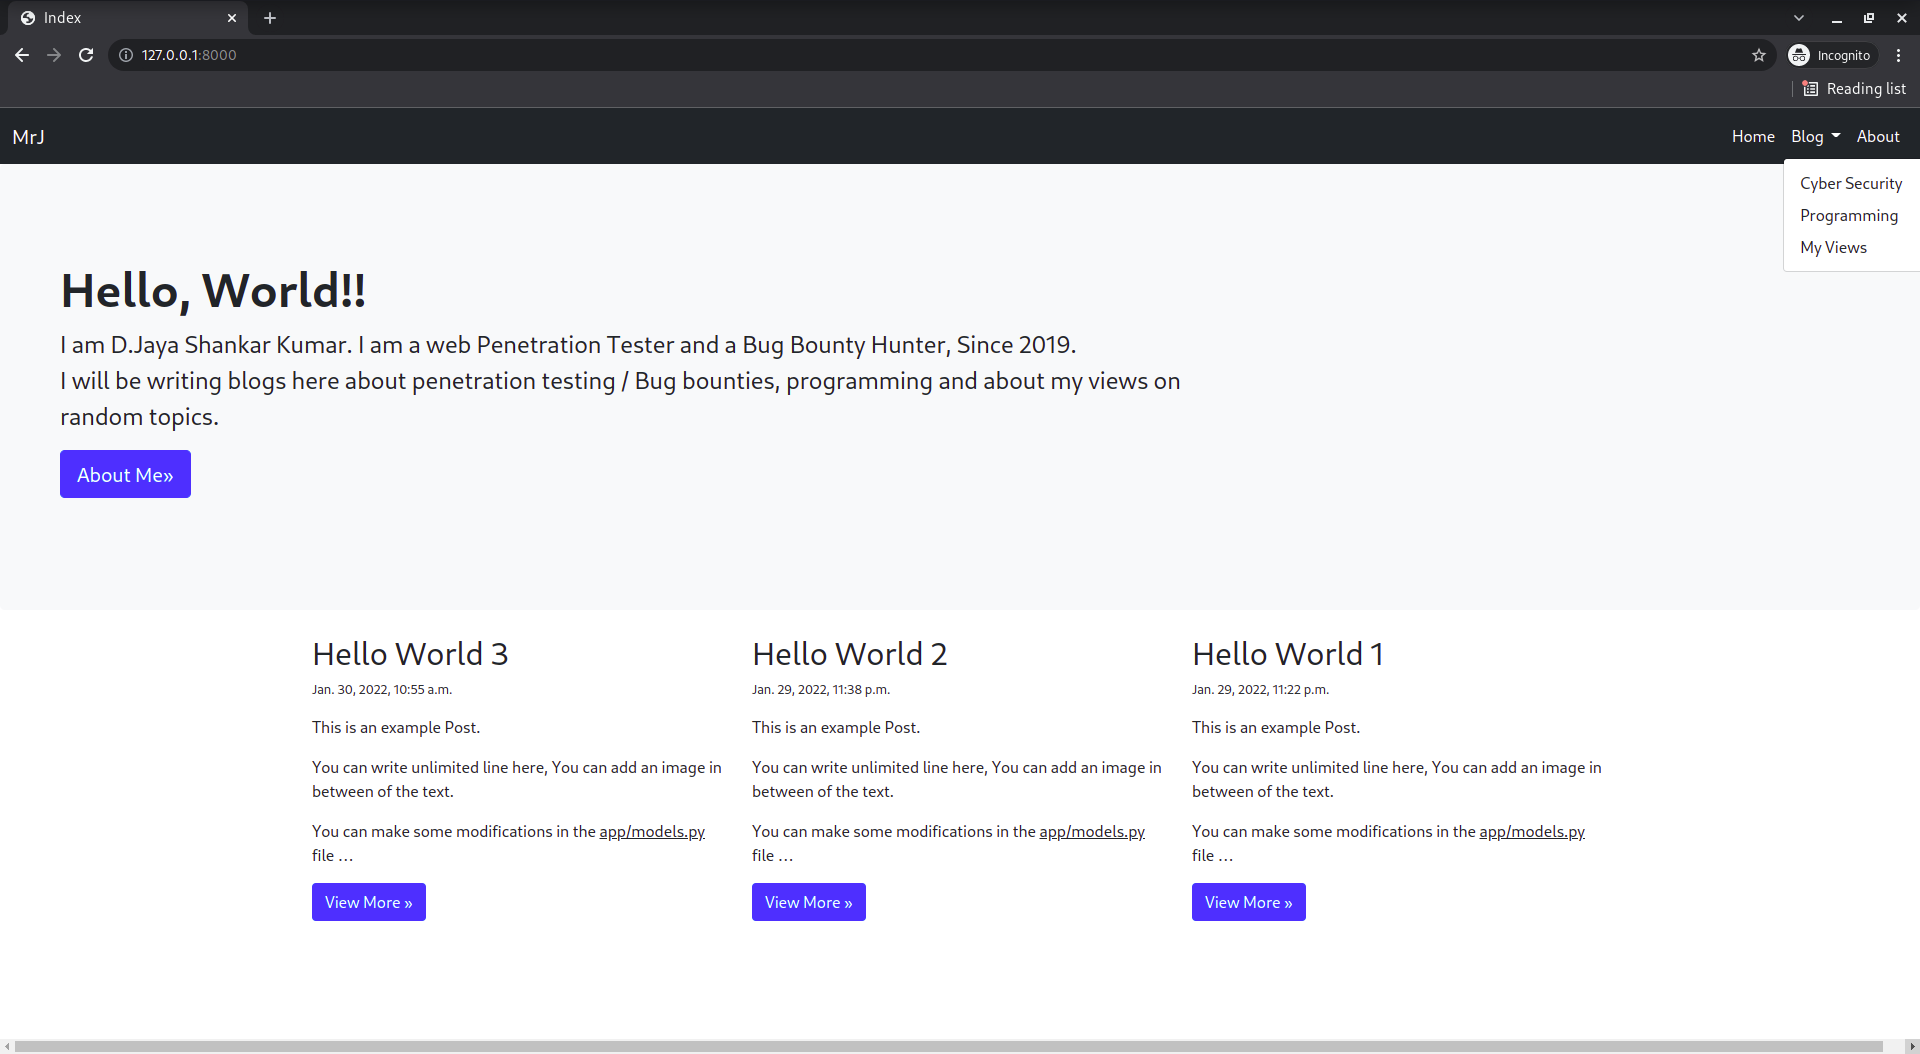 Index
127.0.0.1:8000
Incognito
Reading list
MrJ
Home Blog About
Cyber Security
Programming
My Views
Hello, World!!
I am D.Jaya Shankar Kumar. I am a web Penetration Tester and a Bug Bounty Hunter, Since 2019.
I will be writing blogs here about penetration testing / Bug bounties, programming and about my views on
random topics.
About Me»
Hello World 3
Jan. 30, 2022, 10:55 a.m.
This is an example Post.
You can write unlimited line here, You can add an image in
between of the text.
You can make some modifications in the app/models.py
file …
View More »
Hello World 2
Jan. 29, 2022, 11:38 p.m.
This is an example Post.
You can write unlimited line here, You can add an image in
between of the text.
You can make some modifications in the app/models.py
file …
View More »
Hello World 1
Jan. 29, 2022, 11:22 p.m.
This is an example Post.
You can write unlimited line here, You can add an image in
between of the text.
You can make some modifications in the app/models.py
file …
View More »